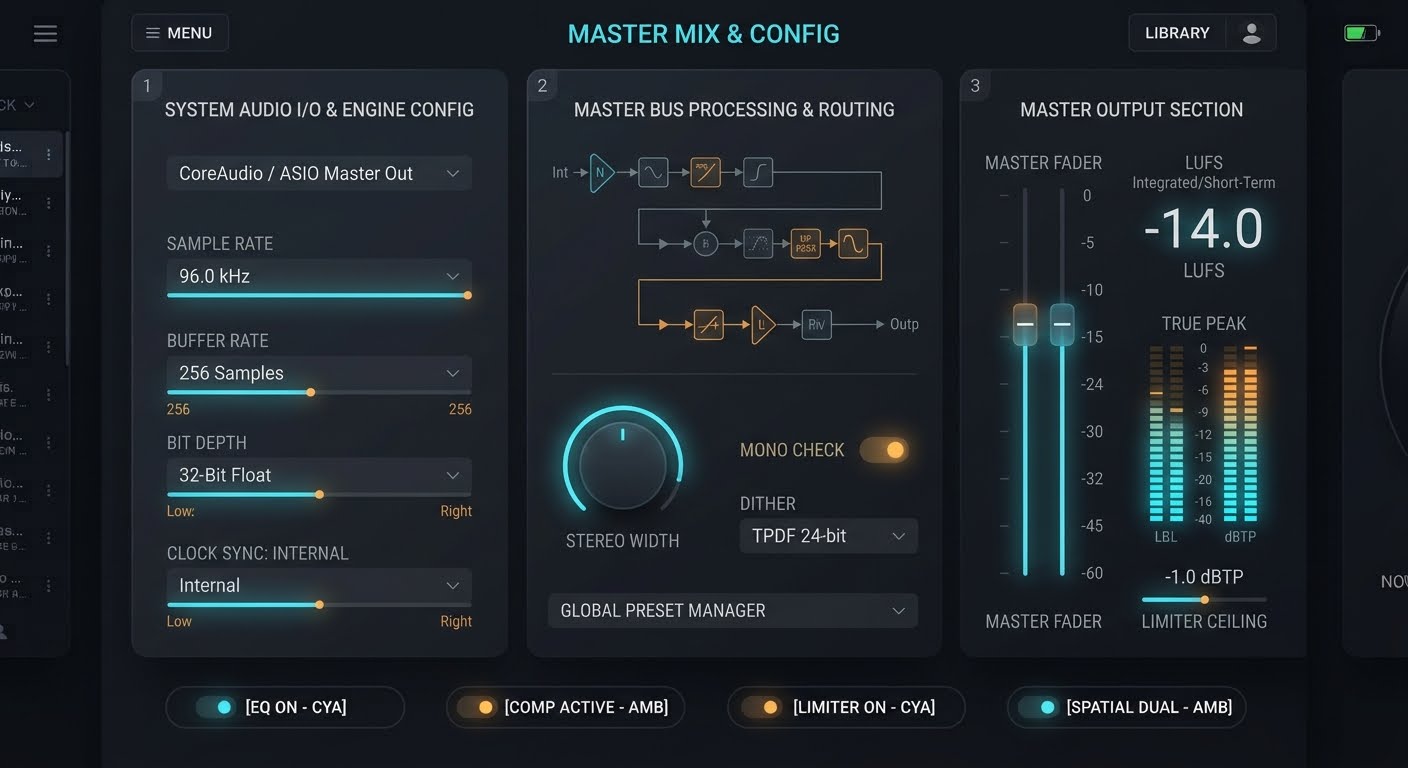 MENU
MASTER MIX & CONFIG
LIBRARY
CK
1
SYSTEM AUDIO I/O & ENGINE CONFIG
CoreAudio / ASIO Master Out
SAMPLE RATE
96.0 kHz
BUFFER RATE
256 Samples
256 256
BIT DEPTH
32-Bit Float
Low: Right
CLOCK SYNC: INTERNAL
Internal
Low Right
2
MASTER BUS PROCESSING & ROUTING
Int N
B
L
Riv Outp
STEREO WIDTH
MONO CHECK
DITHER
TPDF 24-bit
GLOBAL PRESET MANAGER
3
MASTER OUTPUT SECTION
MASTER FADER
0
-5
-10
-15
-24
-30
-32
-45
-60
MASTER FADER
LUFS
Integrated/Short-Term
-14.0
LUFS
TRUE PEAK
0
-3
-6
-9
-12
-15
-20
-16
-40
LBL dBTP
-1.0 dBTP
LIMITER CEILING
NO
[EQ ON - CYA]
[COMP ACTIVE - AMB]
[LIMITER ON - CYA]
[SPATIAL DUAL - AMB]